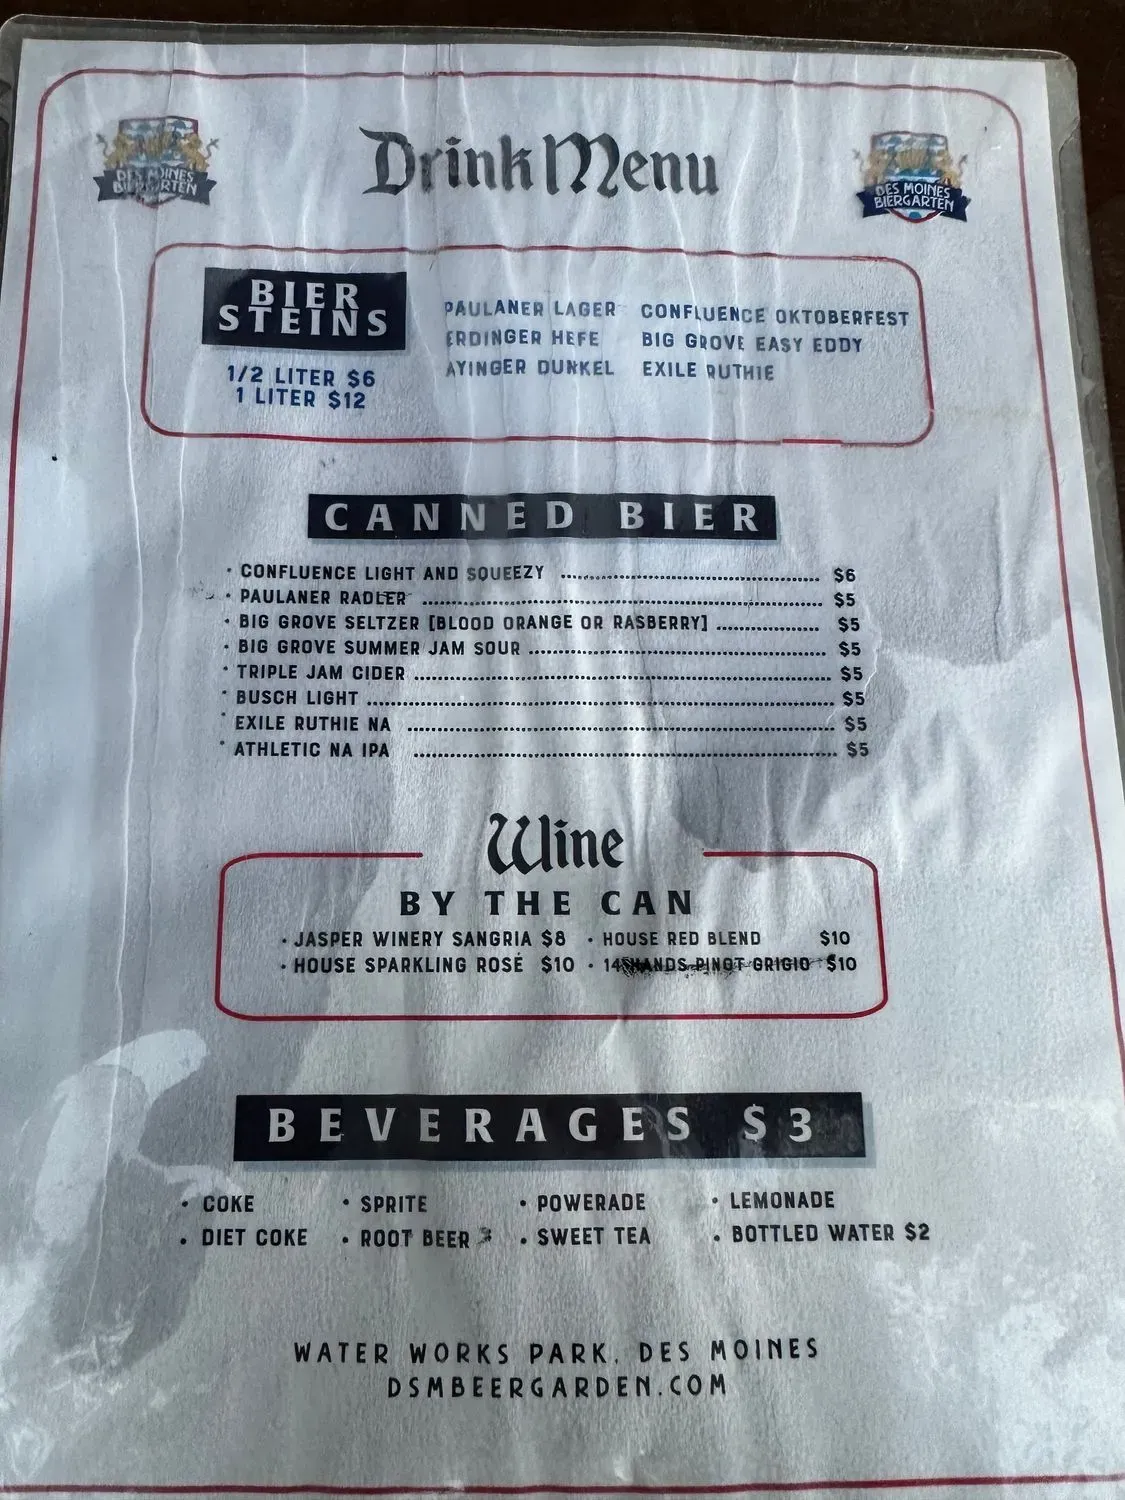 Drink Menu
DES MOINES
BIERGARTEN
DES MOINES
BIERGARTEN
BIER
STEINS
1/2 LITER $6
1 LITER $12
PAULANER LAGER
ERDINGER HEFE
AYINGER DUNKEL
CONFLUENCE OKTOBERFEST
BIG GROVE EASY EDDY
EXILE RUTHIE
CANNED BIER
• CONFLUENCE LIGHT AND SQUEEZY ........ $6
• PAULANER RADLER ........ $5
• BIG GROVE SELTZER [BLOOD ORANGE OR RASBERRY] ........ $5
• BIG GROVE SUMMER JAM SOUR ........ $5
• TRIPLE JAM CIDER ........ $5
• BUSCH LIGHT ........ $5
• EXILE RUTHIE NA ........ $5
• ATHLETIC NA IPA ........ $5
Wine
BY THE CAN
• JASPER WINERY SANGRIA $8 • HOUSE RED BLEND $10
• HOUSE SPARKLING ROSÉ $10 • 14 HANDS PINOT GRIGIO $10
BEVERAGES $3
• COKE • SPRITE • POWERADE • LEMONADE
• DIET COKE • ROOT BEER • SWEET TEA • BOTTLED WATER $2
WATER WORKS PARK, DES MOINES
DSMBEERGARDEN.COM